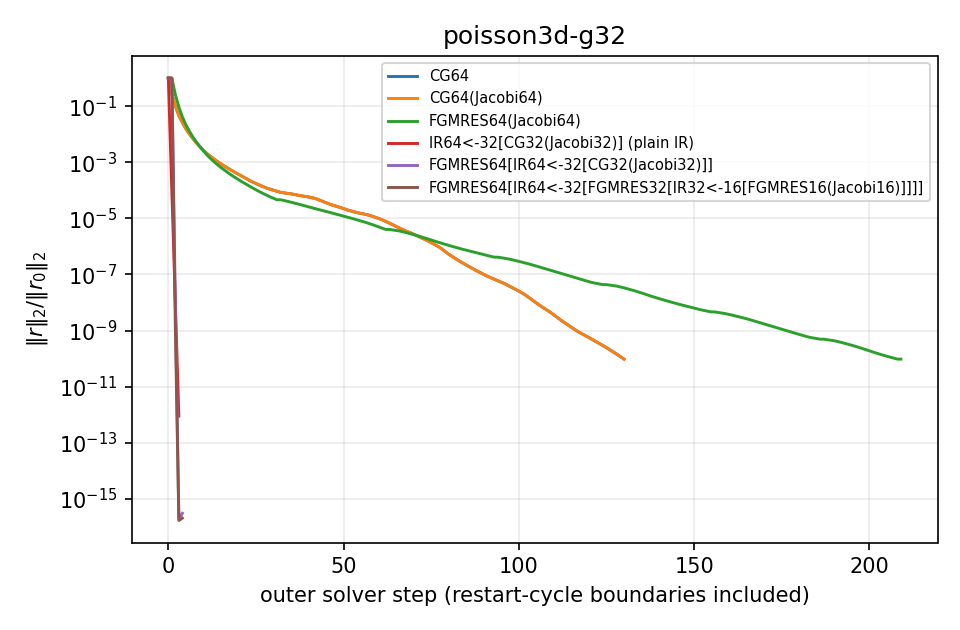 poisson3d-g32
CG64
CG64(Jacobi64)
FGMRES64(Jacobi64)
IR64<-32[CG32(Jacobi32)] (plain IR)
FGMRES64[IR64<-32[CG32(Jacobi32)]]
FGMRES64[IR64<-32[FGMRES32[IR32<-16[FGMRES16(Jacobi16)]]]]
10⁻¹
10⁻³
10⁻⁵
10⁻⁷
10⁻⁹
10⁻¹¹
10⁻¹³
10⁻¹⁵
‖r‖₂/‖r₀‖₂
0 50 100 150 200
outer solver step (restart-cycle boundaries included)